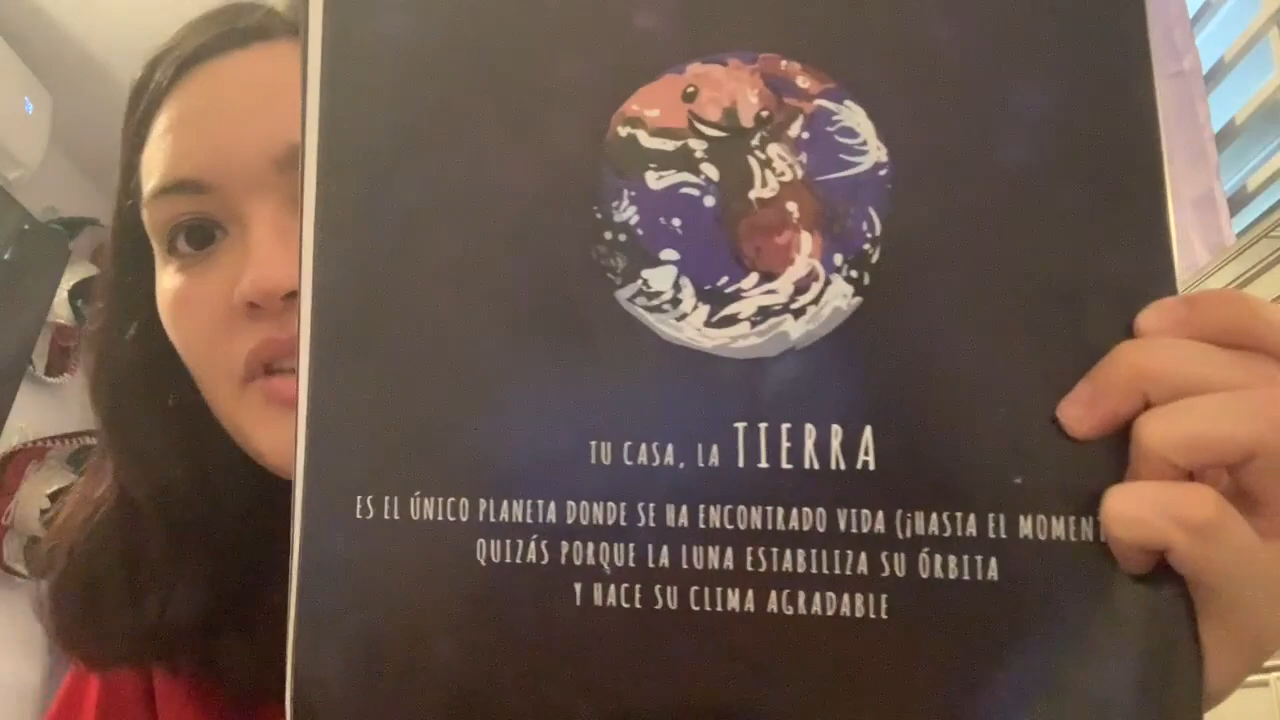 TU CASA, LA TIERRA
ES EL ÚNICO PLANETA DONDE SE HA ENCONTRADO VIDA (¡HASTA EL
QUIZÁS PORQUE LA LUNA ESTABILIZA SU ÓRBITA
Y HACE SU CLIMA AGRADABLE